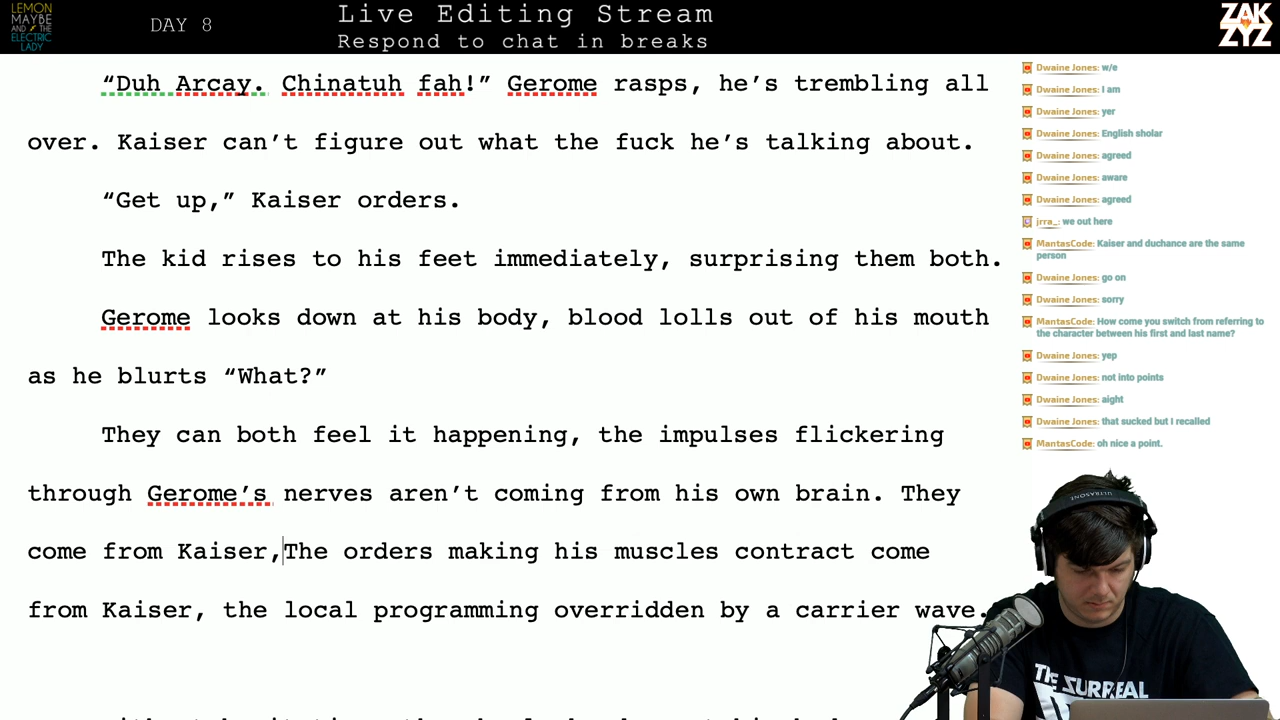 LEMON
MAYBE
AND THE
ELECTRIC
LADY
DAY 8
Live Editing Stream
Respond to chat in breaks
ZAK
ZYZ
“Duh Arcay. Chinatun fah!” Gerome rasps, he’s trembling all
over. Kaiser can’t figure out what the fuck he’s talking about.
“Get up,” Kaiser orders.
The kid rises to his feet immediately, surprising them both.
Gerome looks down at his body, blood lolls out of his mouth
as he blurts “What?”
They can both feel it happening, the impulses flickering
through Gerome’s nerves aren’t coming from his own brain. They
come from Kaiser,The orders making his muscles contract come
from Kaiser, the local programming overridden by a carrier wave.
Dwaine Jones: w/e
Dwaine Jones: I am
Dwaine Jones: yer
Dwaine Jones: English sholar
Dwaine Jones: agreed
Dwaine Jones: aware
Dwaine Jones: agreed
jrra_: we out here
MantasCode: Kaiser and duchance are the same
person
Dwaine Jones: go on
Dwaine Jones: sorry
MantasCode: How come you switch from referring to
the character between his first and last name?
Dwaine Jones: yep
Dwaine Jones: not into points
Dwaine Jones: aight
Dwaine Jones: that sucked but I recalled
MantasCode: oh nice a point.
ULTRASONE
THE SURREAL